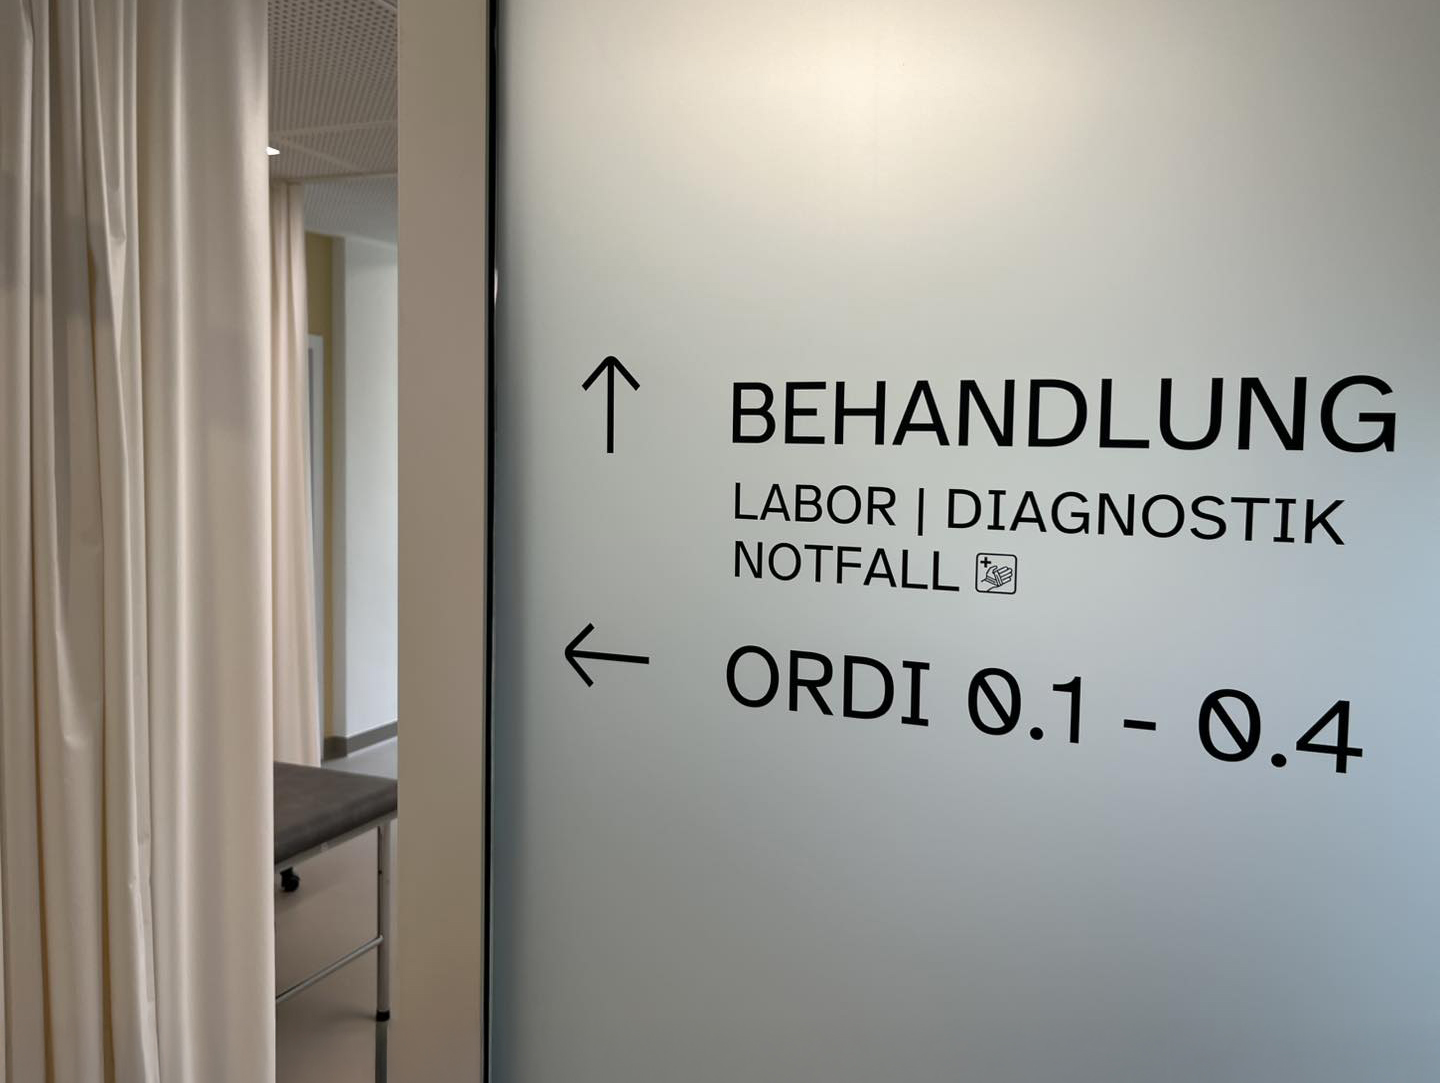 ↑ BEHANDLUNG
LABOR | DIAGNOSTIK
NOTFALL
← ORDI 0.1 - 0.4